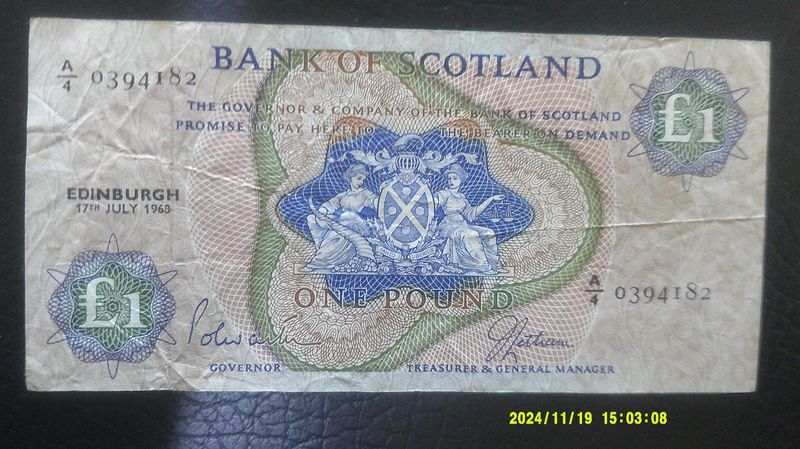 BANK OF SCOTLAND
A/4 0394182
£1
THE GOVERNOR & COMPANY OF THE BANK OF SCOTLAND
PROMISE TO PAY HERE TO THE BEARER ON DEMAND
EDINBURGH
17TH JULY 1968
ONE POUND
A/4 0394182
£1
Polwarth
GOVERNOR
J Letham
TREASURER & GENERAL MANAGER
2024/11/19 15:03:08